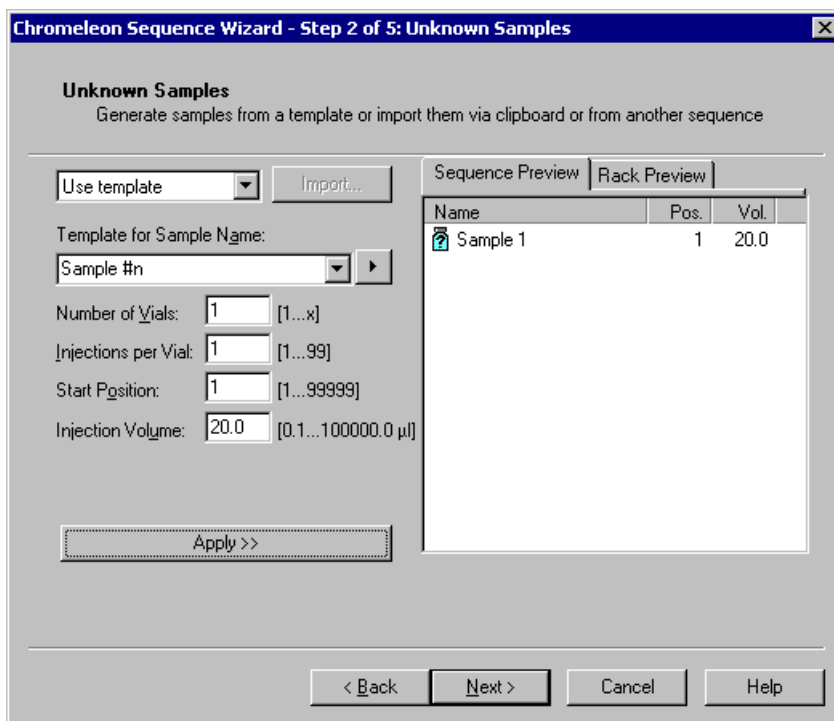 Chromeleon Sequence Wizard - Step 2 of 5: Unknown Samples
Unknown Samples
Generate samples from a template or import them via clipboard or from another sequence
Use template
Import...
Template for Sample Name:
Sample #n
Number of Vials: 1 [1...x]
Injections per Vial: 1 [1...99]
Start Position: 1 [1...99999]
Injection Volume: 20.0 [0.1...100000.0 µl]
Apply >>
Sequence Preview Rack Preview
Name Pos. Vol.
Sample 1 1 20.0
< Back Next > Cancel Help